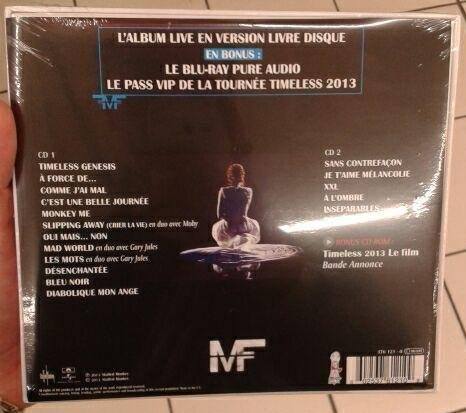 L'ALBUM LIVE EN VERSION LIVRE DISQUE
EN BONUS :
LE BLU-RAY PURE AUDIO
LE PASS VIP DE LA TOURNÉE TIMELESS 2013
MF
CD 1
TIMELESS GENESIS
À FORCE DE...
COMME J'AI MAL
C'EST UNE BELLE JOURNÉE
MONKEY ME
SLIPPING AWAY (CRIER LA VIE) en duo avec Moby
OUI MAIS... NON
MAD WORLD en duo avec Gary Jules
LES MOTS en duo avec Gary Jules
DÉSENCHANTÉE
BLEU NOIR
DIABOLIQUE MON ANGE
CD 2
SANS CONTREFAÇON
JE T'AIME MÉLANCOLIE
XXL
À L'OMBRE
INSÉPARABLES
BONUS CD-ROM
Timeless 2013 Le film
Bande Annonce
MF